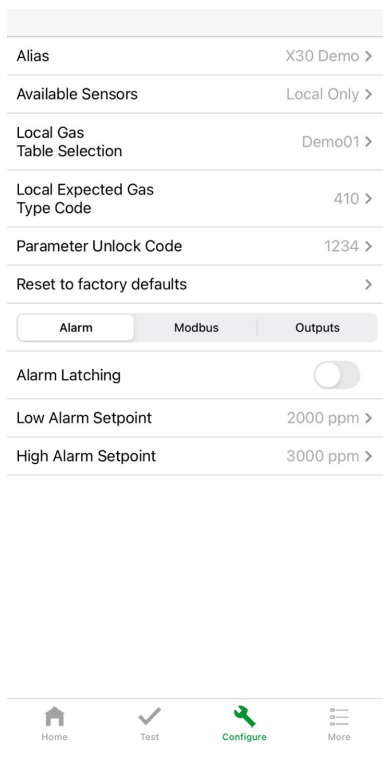 Alias X30 Demo
Available Sensors Local Only
Local Gas
Table Selection Demo01
Local Expected Gas
Type Code 410
Parameter Unlock Code 1234
Reset to factory defaults
Alarm Modbus Outputs
Alarm Latching
Low Alarm Setpoint 2000 ppm
High Alarm Setpoint 3000 ppm
Home Test Configure More